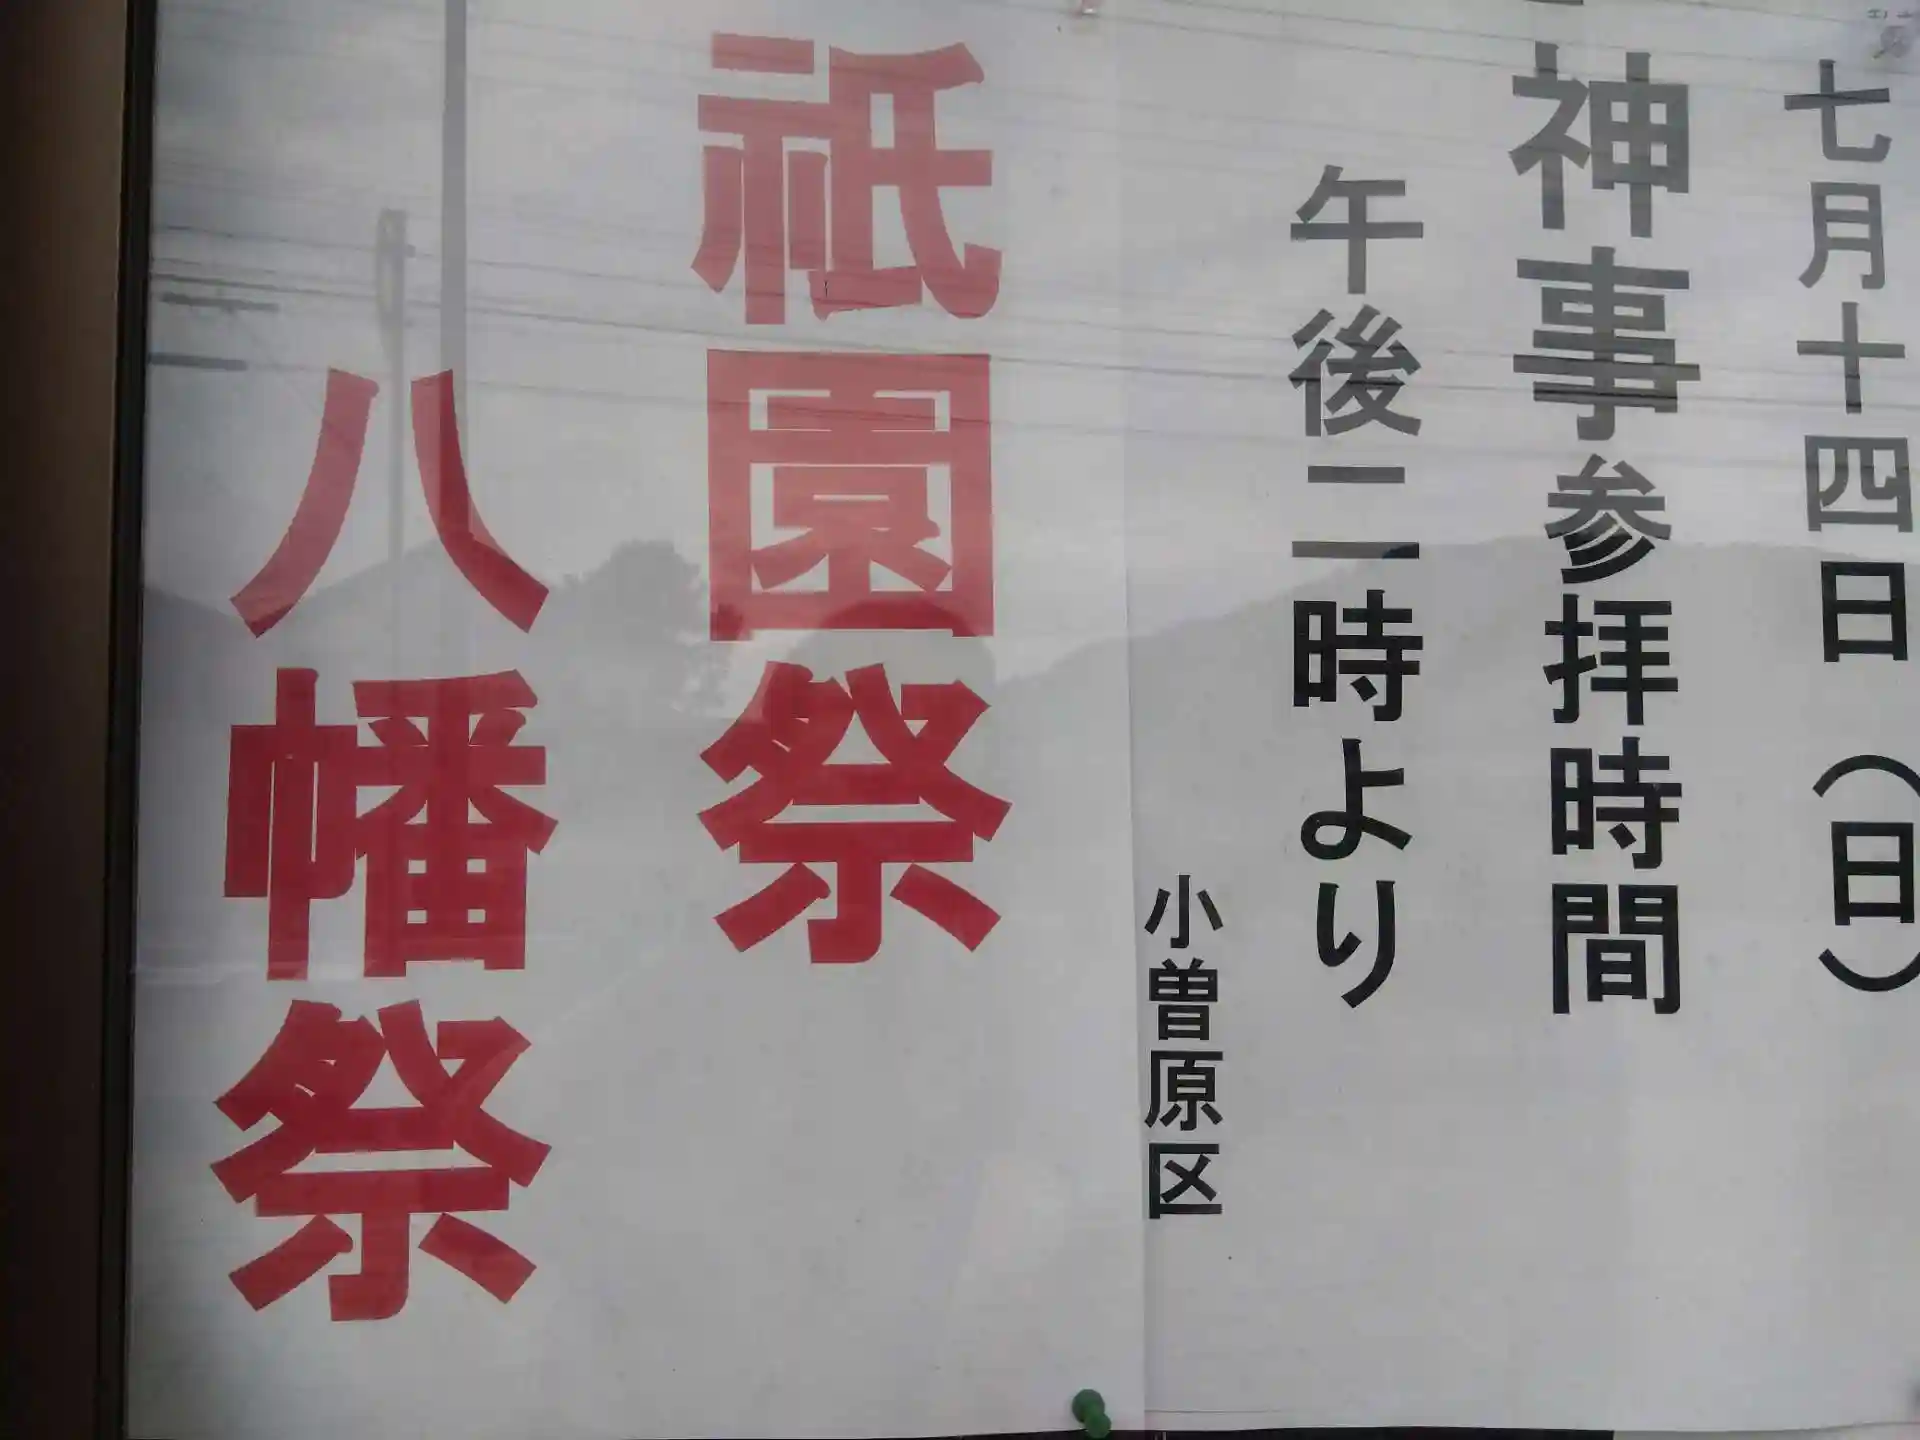 七月十四日（日）
神事参拝時間
午後二時より
小曽原区
祇園祭
八幡祭